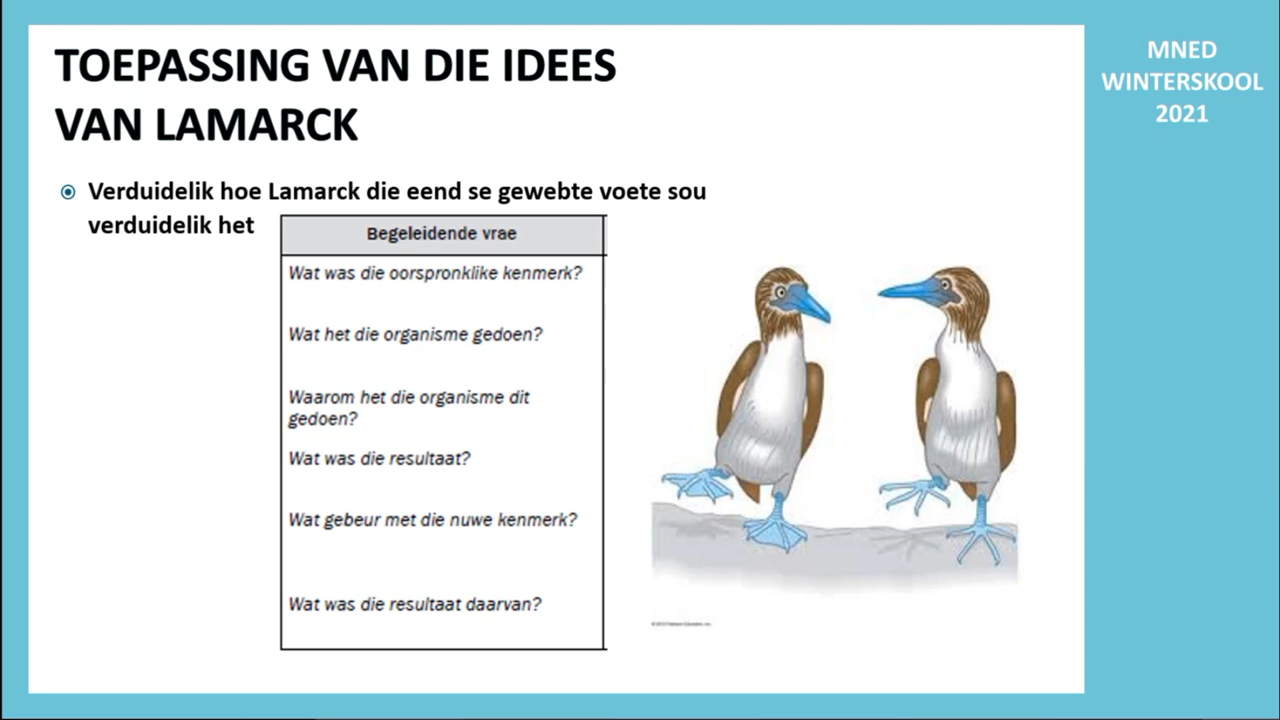 TOEPASSING VAN DIE IDEES
VAN LAMARCK
MNED
WINTERSKOOL
2021
Verduidelik hoe Lamarck die eend se gewebte voete sou
verduidelik het
Begeleidende vrae
Wat was die oorspronklike kenmerk?
Wat het die organisme gedoen?
Waarom het die organisme dit
gedoen?
Wat was die resultaat?
Wat gebeur met die nuwe kenmerk?
Wat was die resultaat daarvan?